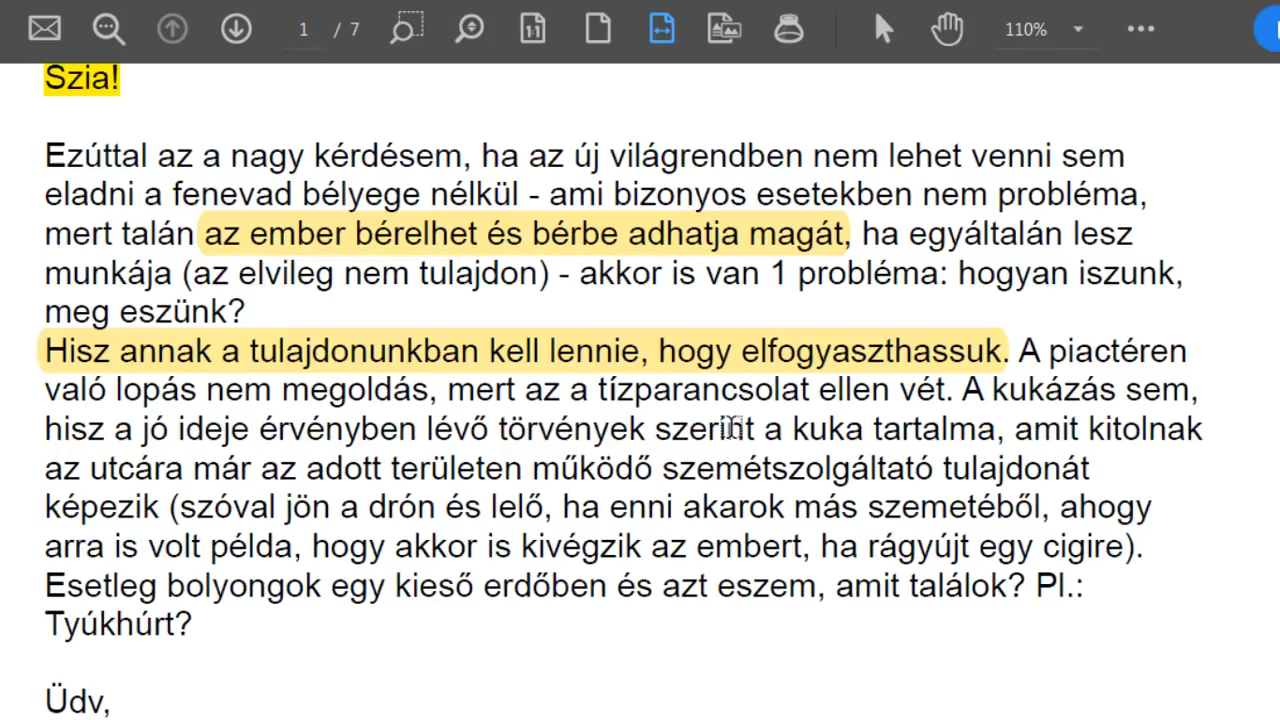 1 / 7 110%
Szia!
Ezúttal az a nagy kérdésem, ha az új világrendben nem lehet venni sem
eladni a fenevad bélyege nélkül - ami bizonyos esetekben nem probléma,
mert talán az ember bérelhet és bérbe adhatja magát, ha egyáltalán lesz
munkája (az elvileg nem tulajdon) - akkor is van 1 probléma: hogyan iszunk,
meg eszünk?
Hisz annak a tulajdonunkban kell lennie, hogy elfogyaszthassuk. A piactéren
való lopás nem megoldás, mert az a tízparancsolat ellen vét. A kukázás sem,
hisz a jó ideje érvényben lévő törvények szerint a kuka tartalma, amit kitolnak
az utcára már az adott területen működő szemétszolgáltató tulajdonát
képezik (szóval jön a drón és lelő, ha enni akarok más szemetéből, ahogy
arra is volt példa, hogy akkor is kivégzik az embert, ha rágyújt egy cigire).
Esetleg bolyongok egy kieső erdőben és azt eszem, amit találok? Pl.:
Tyúkhúrt?
Üdv,